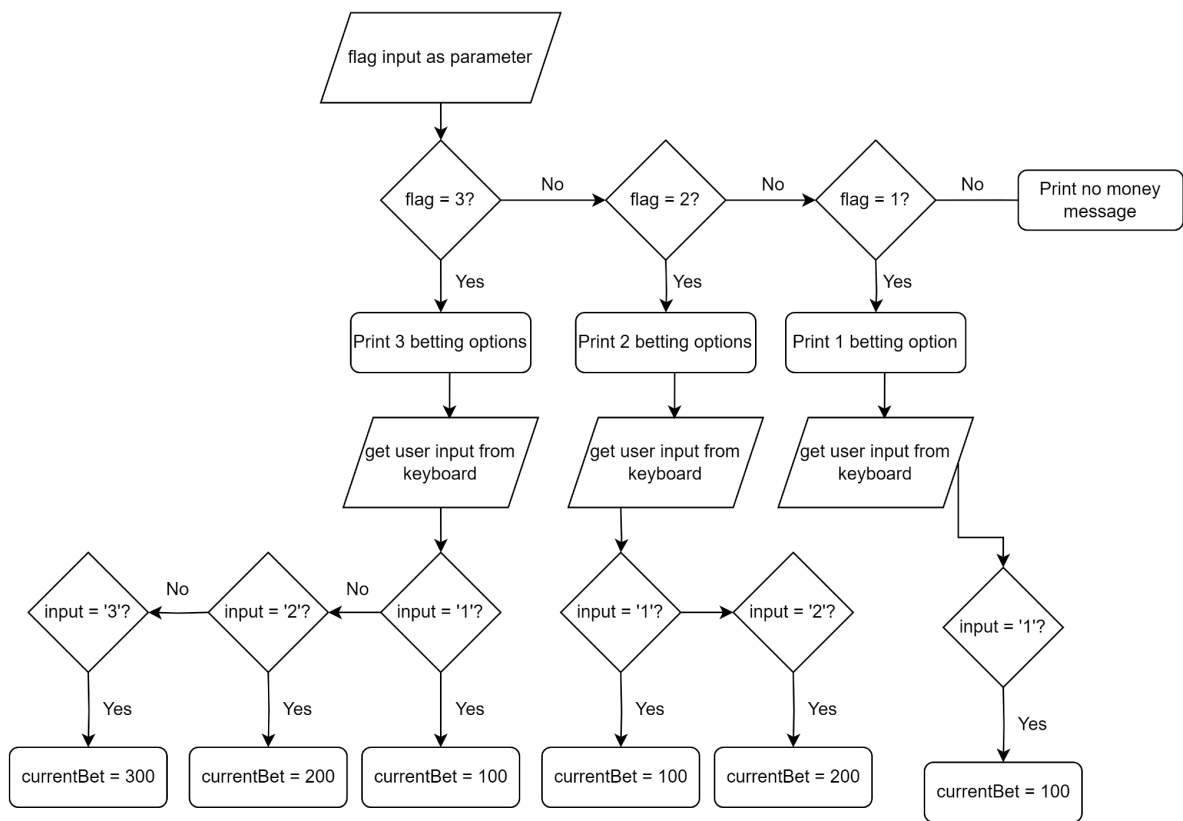 flag input as parameter
flag = 3?
No
flag = 2?
No
flag = 1?
No
Print no money
message
Yes
Yes
Yes
Print 3 betting options
Print 2 betting options
Print 1 betting option
get user input from
keyboard
get user input from
keyboard
get user input from
keyboard
input = '3'?
No
input = '2'?
No
input = '1'?
input = '1'?
input = '2'?
input = '1'?
Yes
Yes
Yes
Yes
Yes
Yes
currentBet = 300
currentBet = 200
currentBet = 100
currentBet = 100
currentBet = 200
currentBet = 100